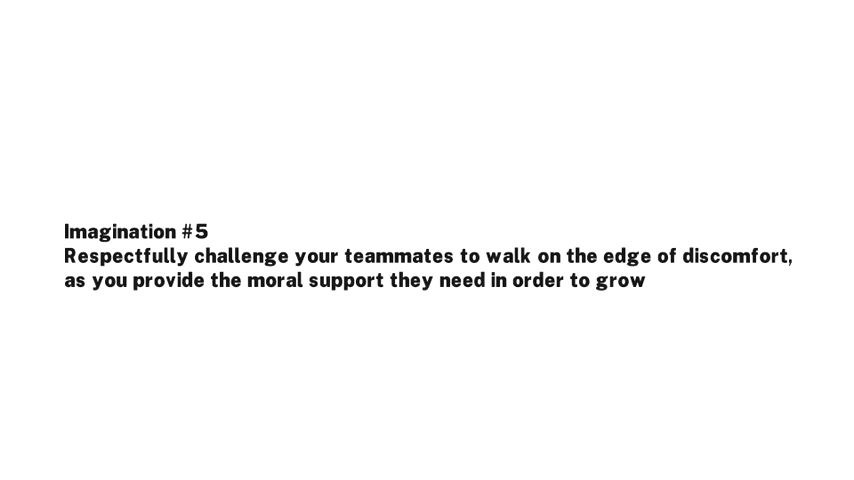 Imagination #5
Respectfully challenge your teammates to walk on the edge of discomfort,
as you provide the moral support they need in order to grow